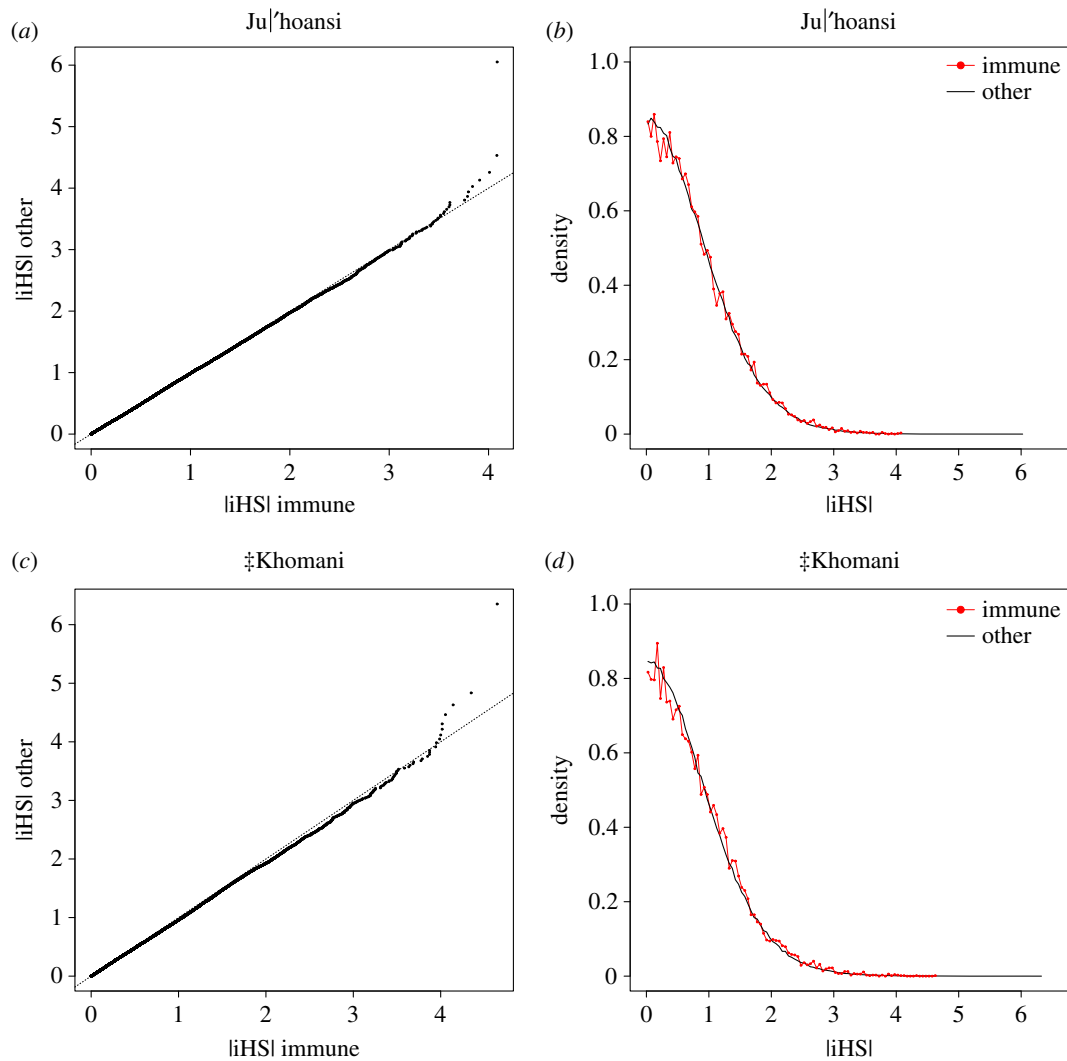 (a) Ju|′hoansi
|iHS| other
6
5
4
3
2
1
0
0 1 2 3 4
|iHS| immune
(b) Ju|′hoansi
density
1.0
0.8
0.6
0.4
0.2
0
0 1 2 3 4 5 6
|iHS|
immune
other
(c) ‡Khomani
|iHS| other
6
5
4
3
2
1
0
0 1 2 3 4
|iHS| immune
(d) ‡Khomani
density
1.0
0.8
0.6
0.4
0.2
0
0 1 2 3 4 5 6
|iHS|
immune
other